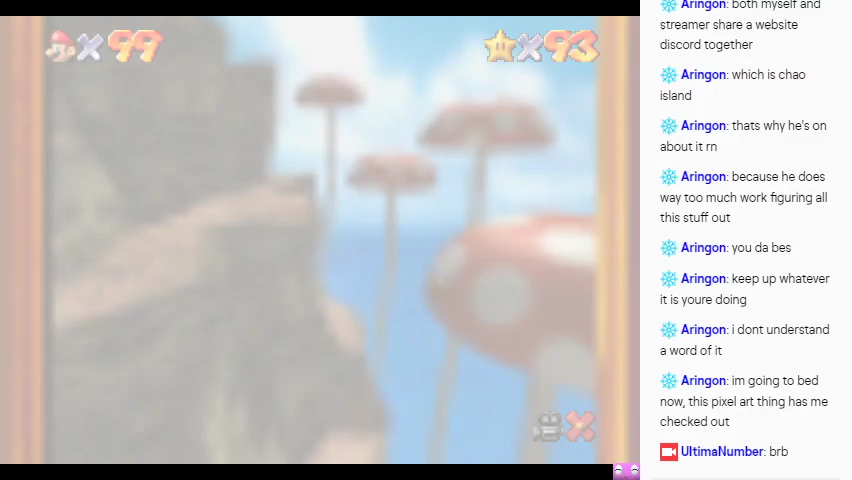 ×99
×93
Aringon: both myself and
streamer share a website
discord together
Aringon: which is chao
island
Aringon: thats why he's on
about it rn
Aringon: because he does
way too much work figuring all
this stuff out
Aringon: you da bes
Aringon: keep up whatever
it is youre doing
Aringon: i dont understand
a word of it
Aringon: im going to bed
now, this pixel art thing has me
checked out
UltimaNumber: brb